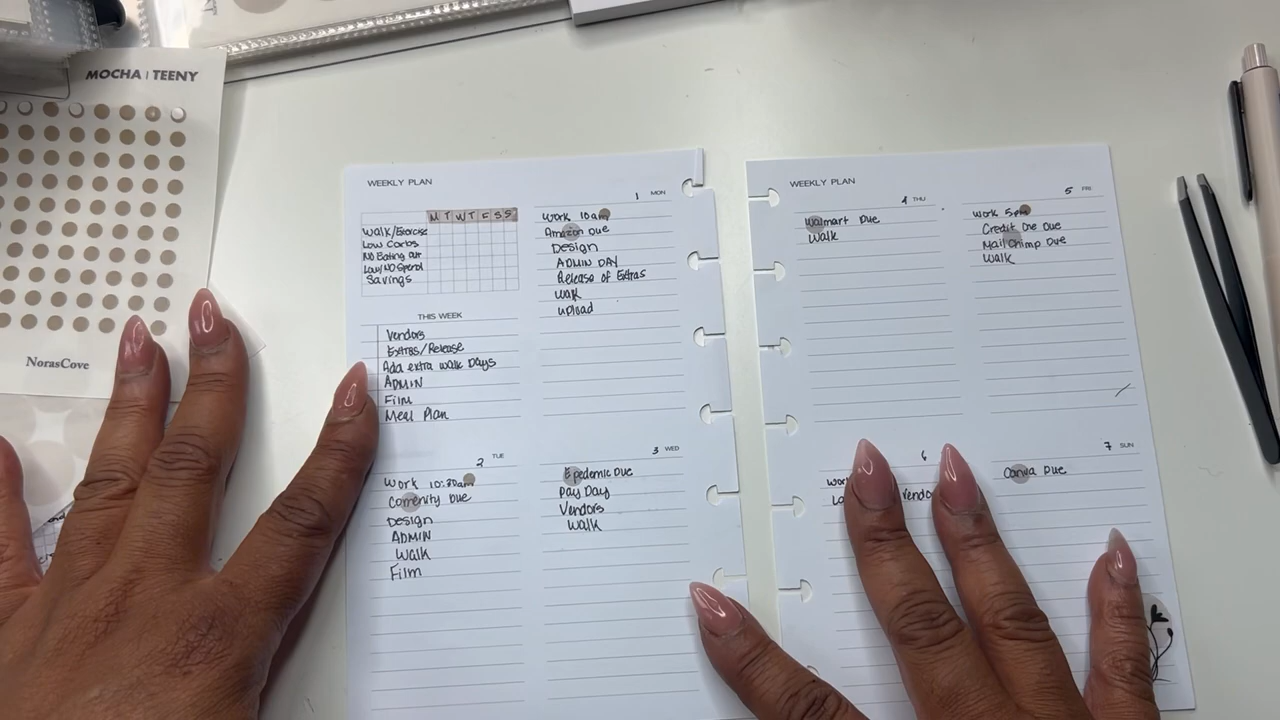 MOCHA | TEENY
NorasCove
WEEKLY PLAN
M T W T F S S
Walk/Exercise
Low Carbs
NO Eating Out
Low/NO Spend
Savings
THIS WEEK
Vendors
Extras/Release
Add extra walk Days
ADMIN
Film
Meal Plan
1 MON
Work 10am
Amazon Due
Design
ADMIN DAY
Release of Extras
Walk
upload
2 TUE
Work 10:30am
Comenity Due
Design
ADMIN
Walk
Film
3 WED
Epidemic Due
Pay Day
Vendors
Walk
WEEKLY PLAN
4 THU
Walmart Due
Walk
5 FRI
Work 5pm
Credit One Due
MailChimp Due
Walk
6
7 SUN
Canva Due